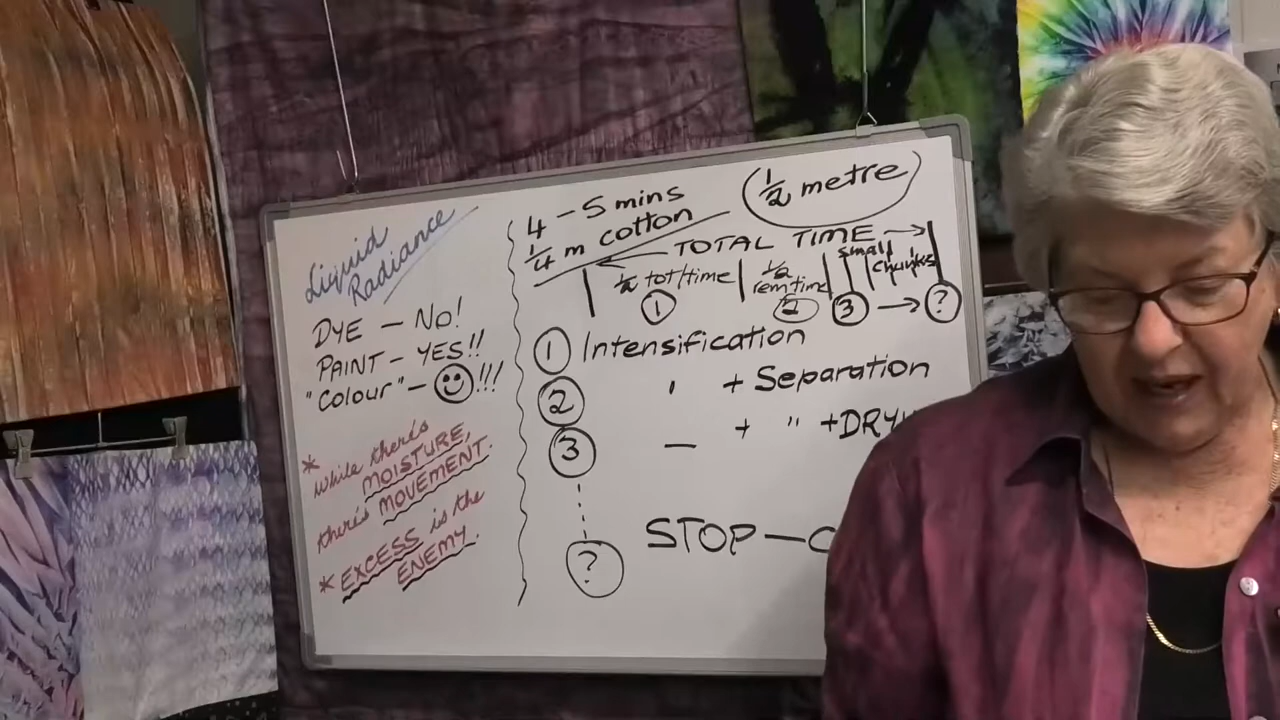 Liquid
Radiance
DYE — No!
PAINT — YES!!
"Colour" — !!!
* while there's
MOISTURE,
there's MOVEMENT.
* EXCESS is the
ENEMY.
4 - 5 mins
1/4 m cotton
1/2 metre
TOTAL TIME
1/2 tot/time
1/2 rem time
small chunks
1 2 3 → ?
1 Intensification
2 " + Separation
3 — + " + DRY
? STOP —